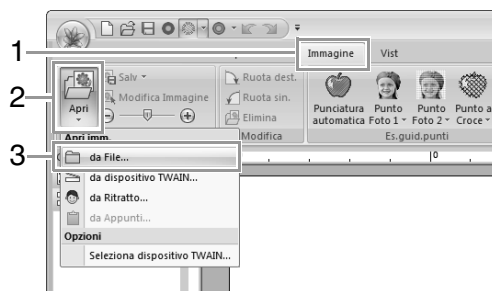 1
Immagine
Vist
2
Apri
Salv
Modifica Immagine
Ruota dest.
Ruota sin.
Elimina
Modifica
Punciatura automatica
Punto Foto 1
Punto Foto 2
Punto a Croce
Es.guid.punti
Apri imm.
3
da File...
0
da dispositivo TWAIN...
da Ritratto...
da Appunti...
Opzioni
Seleziona dispositivo TWAIN...